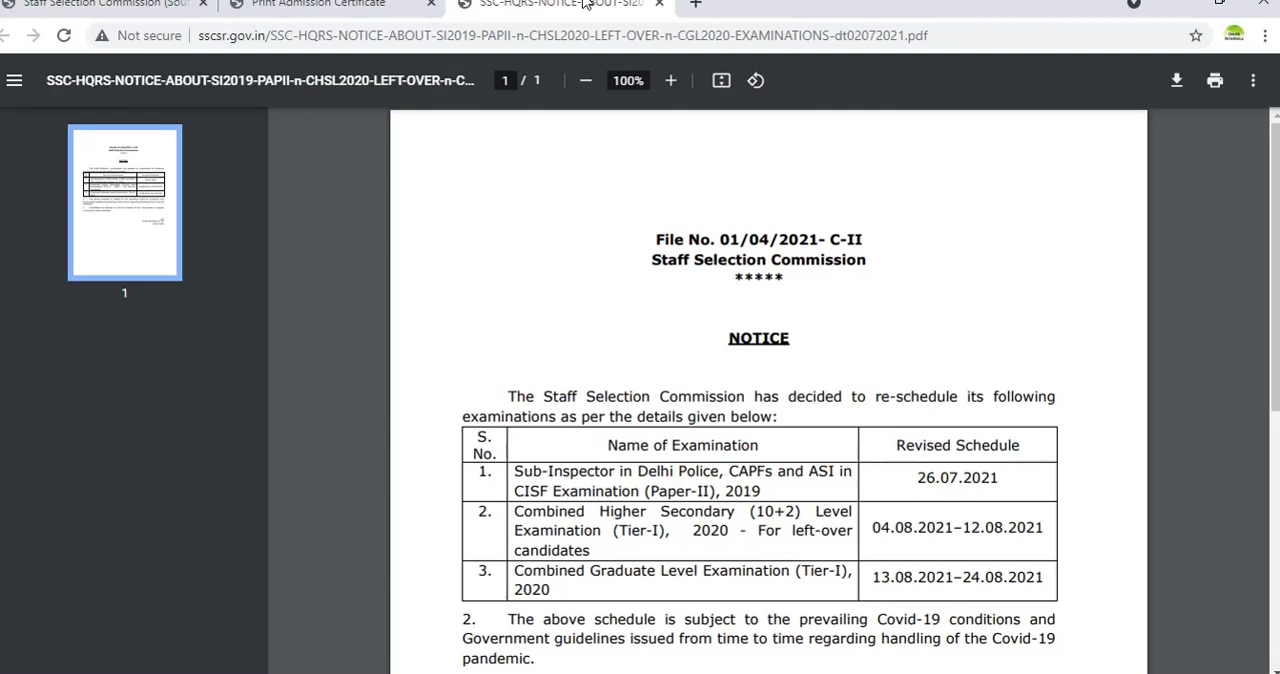 Staff Selection Commission (Sout
Print Admission Certificate
SSC-HQRS-NOTICE-ABOUT-SI20
Not secure
sscsr.gov.in/SSC-HQRS-NOTICE-ABOUT-SI2019-PAPII-n-CHSL2020-LEFT-OVER-n-CGL2020-EXAMINATIONS-dt02072021.pdf
SSC-HQRS-NOTICE-ABOUT-SI2019-PAPII-n-CHSL2020-LEFT-OVER-n-C...
1 / 1
100%
1
File No. 01/04/2021- C-II
Staff Selection Commission
*****
NOTICE
The Staff Selection Commission has decided to re-schedule its following
examinations as per the details given below:
S. No.
Name of Examination
Revised Schedule
1.
Sub-Inspector in Delhi Police, CAPFs and ASI in
CISF Examination (Paper-II), 2019
26.07.2021
2.
Combined Higher Secondary (10+2) Level
Examination (Tier-I), 2020 - For left-over
candidates
04.08.2021–12.08.2021
3.
Combined Graduate Level Examination (Tier-I),
2020
13.08.2021–24.08.2021
2. The above schedule is subject to the prevailing Covid-19 conditions and
Government guidelines issued from time to time regarding handling of the Covid-19
pandemic.